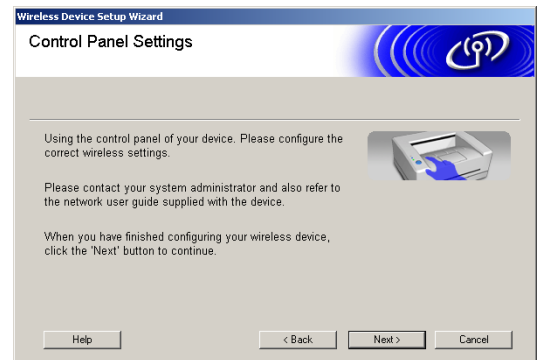 Wireless Device Setup Wizard
Control Panel Settings
Using the control panel of your device. Please configure the
correct wireless settings.
Please contact your system administrator and also refer to
the network user guide supplied with the device.
When you have finished configuring your wireless device,
click the 'Next' button to continue.
Help
< Back
Next >
Cancel